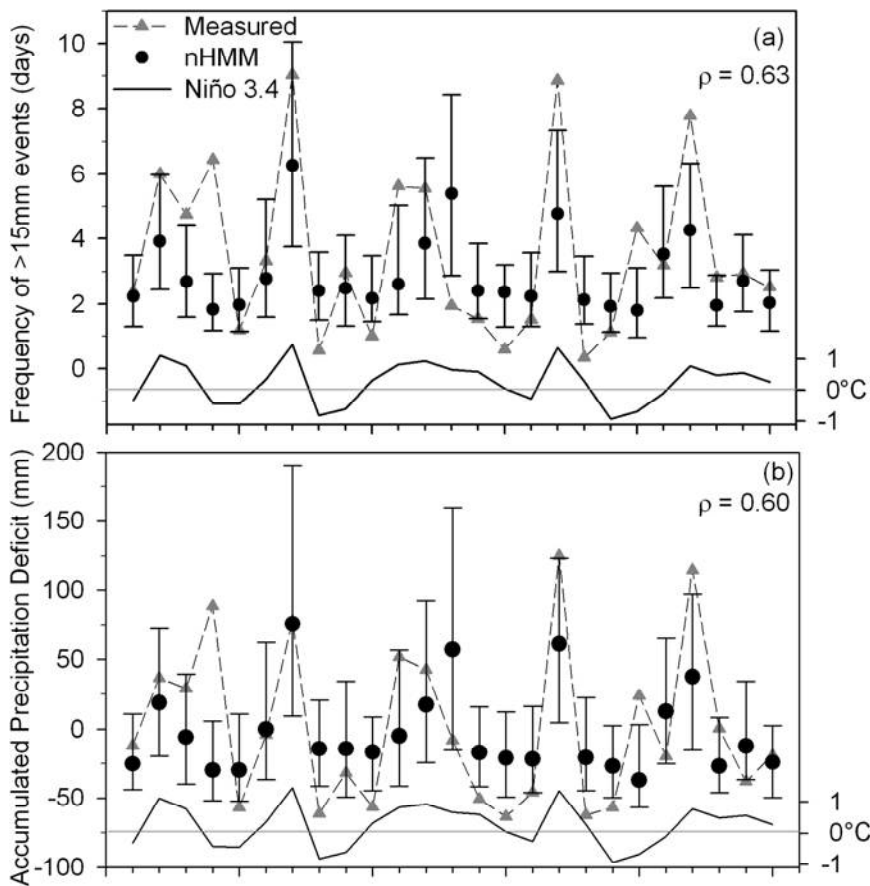 Measured
nHMM
Niño 3.4
(a)
ρ = 0.63
Frequency of >15mm events (days)
10
8
6
4
2
0
1
0°C
-1
(b)
ρ = 0.60
Accumulated Precipitation Deficit (mm)
200
150
100
50
0
-50
-100
1
0°C
-1